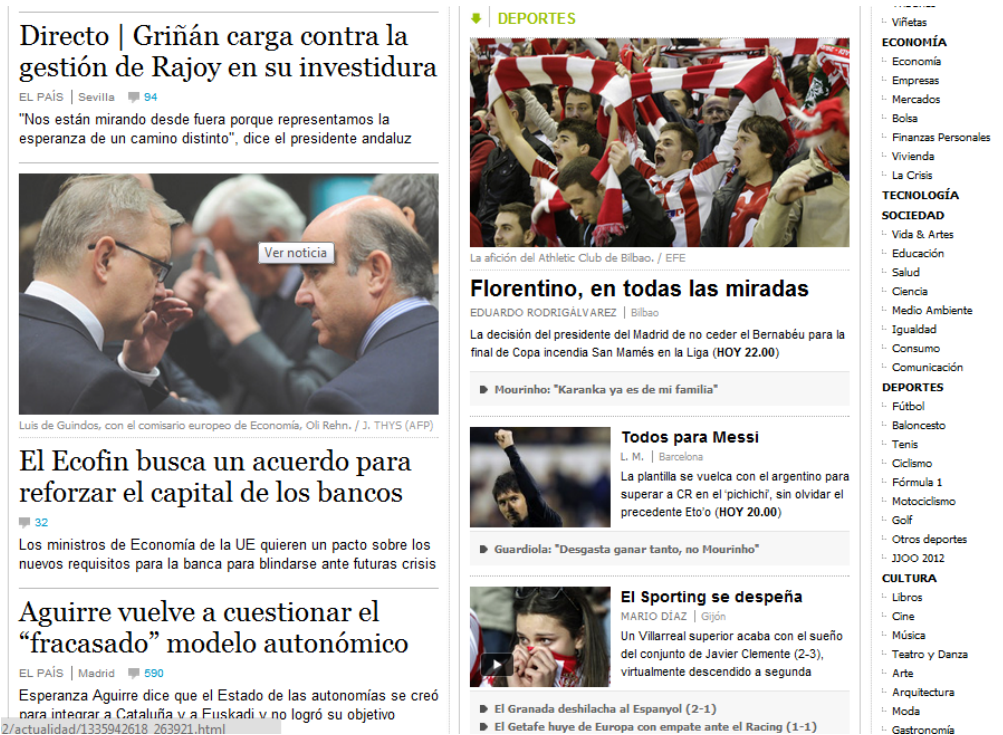 Directo | Griñán carga contra la
gestión de Rajoy en su investidura
EL PAÍS | Sevilla 94
"Nos están mirando desde fuera porque representamos la
esperanza de un camino distinto", dice el presidente andaluz
Ver noticia
Luis de Guindos, con el comisario europeo de Economía, Oli Rehn. / J. THYS (AFP)
El Ecofin busca un acuerdo para
reforzar el capital de los bancos
32
Los ministros de Economía de la UE quieren un pacto sobre los
nuevos requisitos para la banca para blindarse ante futuras crisis
Aguirre vuelve a cuestionar el
“fracasado” modelo autonómico
EL PAÍS | Madrid 590
Esperanza Aguirre dice que el Estado de las autonomías se creó
para integrar a Cataluña y a Euskadi y no logró su objetivo
2/actualidad/1335942618_263921.html
DEPORTES
La afición del Athletic Club de Bilbao. / EFE
Florentino, en todas las miradas
EDUARDO RODRIGÁLVAREZ | Bilbao
La decisión del presidente del Madrid de no ceder el Bernabéu para la
final de Copa incendia San Mamés en la Liga (HOY 22.00)
Mourinho: "Karanka ya es de mi familia"
Todos para Messi
L. M. | Barcelona
La plantilla se vuelca con el argentino para
superar a CR en el 'pichichi', sin olvidar el
precedente Eto'o (HOY 20.00)
Guardiola: "Desgasta ganar tanto, no Mourinho"
El Sporting se despeña
MARIO DÍAZ | Gijón
Un Villarreal superior acaba con el sueño
del conjunto de Javier Clemente (2-3),
virtualmente descendido a segunda
El Granada deshilacha al Espanyol (2-1)
El Getafe huye de Europa con empate ante el Racing (1-1)
Viñetas
ECONOMÍA
Economía
Empresas
Mercados
Bolsa
Finanzas Personales
Vivienda
La Crisis
TECNOLOGÍA
SOCIEDAD
Vida & Artes
Educación
Salud
Ciencia
Medio Ambiente
Igualdad
Consumo
Comunicación
DEPORTES
Fútbol
Baloncesto
Tenis
Ciclismo
Fórmula 1
Motociclismo
Golf
Otros deportes
JJOO 2012
CULTURA
Libros
Cine
Música
Teatro y Danza
Arte
Arquitectura
Moda
Gastronomía